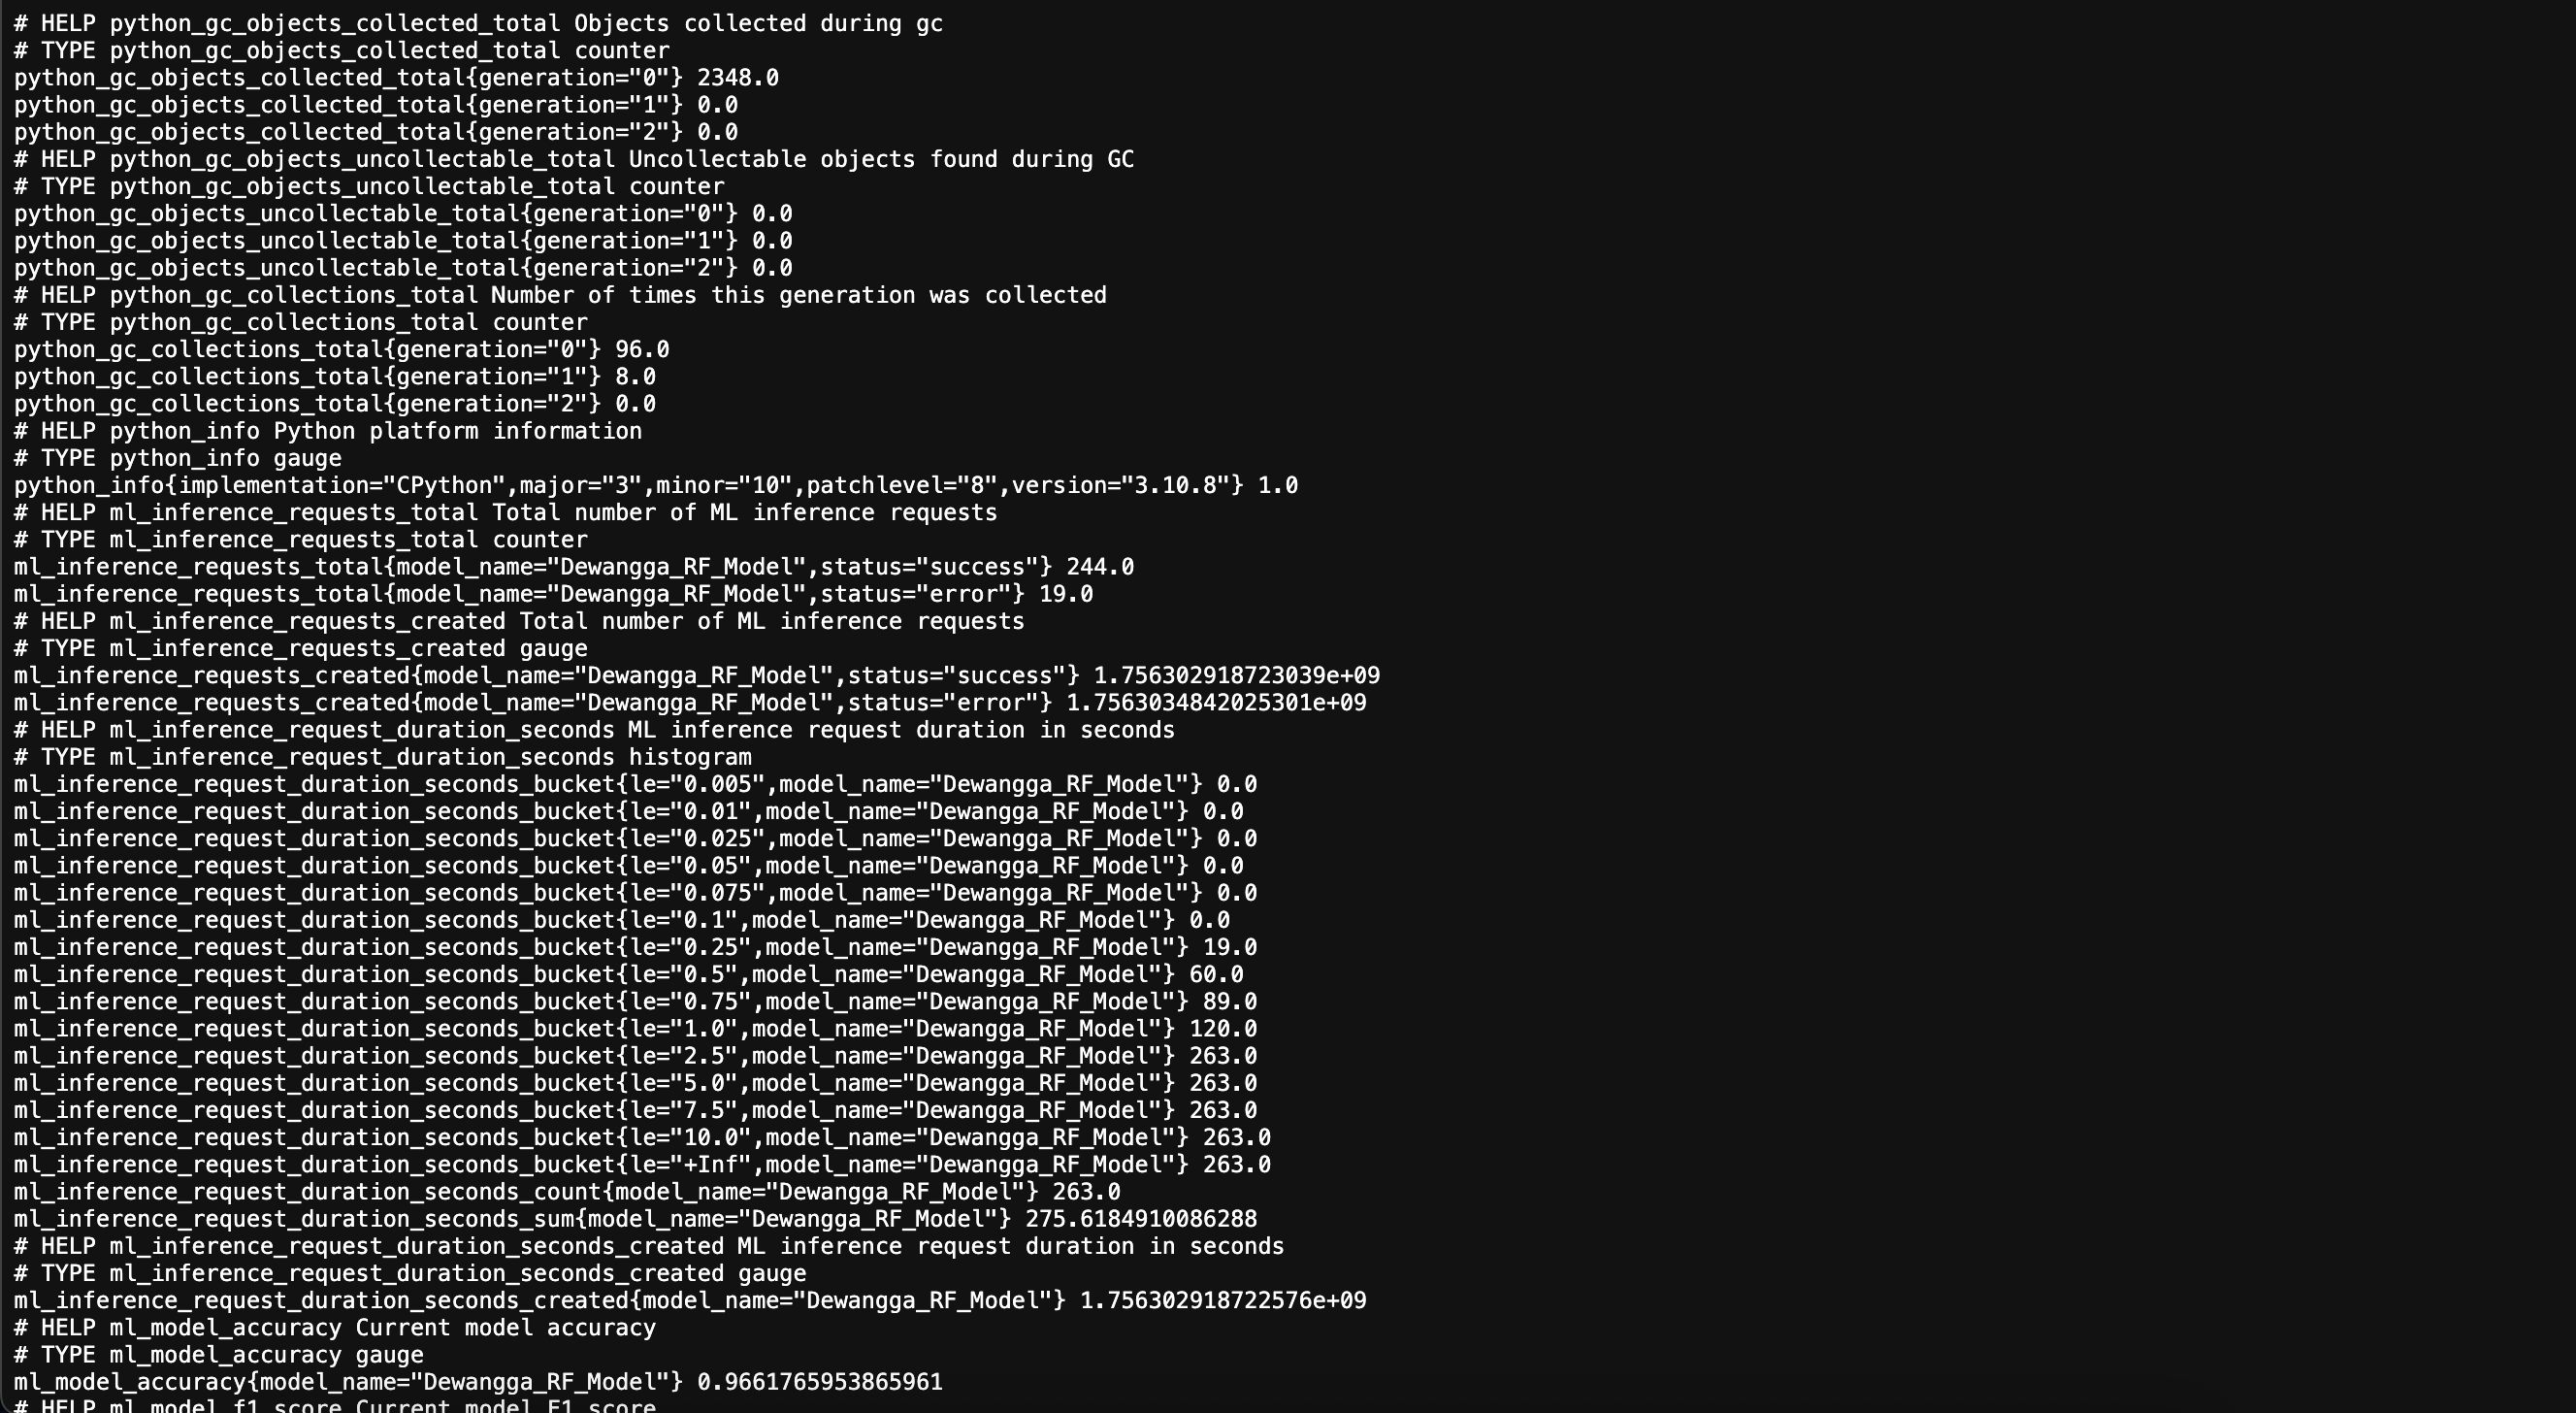 # HELP python_gc_objects_collected_total Objects collected during gc
# TYPE python_gc_objects_collected_total counter
python_gc_objects_collected_total{generation="0"} 2348.0
python_gc_objects_collected_total{generation="1"} 0.0
python_gc_objects_collected_total{generation="2"} 0.0
# HELP python_gc_objects_uncollectable_total Uncollectable objects found during GC
# TYPE python_gc_objects_uncollectable_total counter
python_gc_objects_uncollectable_total{generation="0"} 0.0
python_gc_objects_uncollectable_total{generation="1"} 0.0
python_gc_objects_uncollectable_total{generation="2"} 0.0
# HELP python_gc_collections_total Number of times this generation was collected
# TYPE python_gc_collections_total counter
python_gc_collections_total{generation="0"} 96.0
python_gc_collections_total{generation="1"} 8.0
python_gc_collections_total{generation="2"} 0.0
# HELP python_info Python platform information
# TYPE python_info gauge
python_info{implementation="CPython",major="3",minor="10",patchlevel="8",version="3.10.8"} 1.0
# HELP ml_inference_requests_total Total number of ML inference requests
# TYPE ml_inference_requests_total counter
ml_inference_requests_total{model_name="Dewangga_RF_Model",status="success"} 244.0
ml_inference_requests_total{model_name="Dewangga_RF_Model",status="error"} 19.0
# HELP ml_inference_requests_created Total number of ML inference requests
# TYPE ml_inference_requests_created gauge
ml_inference_requests_created{model_name="Dewangga_RF_Model",status="success"} 1.756302918723039e+09
ml_inference_requests_created{model_name="Dewangga_RF_Model",status="error"} 1.7563034842025301e+09
# HELP ml_inference_request_duration_seconds ML inference request duration in seconds
# TYPE ml_inference_request_duration_seconds histogram
ml_inference_request_duration_seconds_bucket{le="0.005",model_name="Dewangga_RF_Model"} 0.0
ml_inference_request_duration_seconds_bucket{le="0.01",model_name="Dewangga_RF_Model"} 0.0
ml_inference_request_duration_seconds_bucket{le="0.025",model_name="Dewangga_RF_Model"} 0.0
ml_inference_request_duration_seconds_bucket{le="0.05",model_name="Dewangga_RF_Model"} 0.0
ml_inference_request_duration_seconds_bucket{le="0.075",model_name="Dewangga_RF_Model"} 0.0
ml_inference_request_duration_seconds_bucket{le="0.1",model_name="Dewangga_RF_Model"} 0.0
ml_inference_request_duration_seconds_bucket{le="0.25",model_name="Dewangga_RF_Model"} 19.0
ml_inference_request_duration_seconds_bucket{le="0.5",model_name="Dewangga_RF_Model"} 60.0
ml_inference_request_duration_seconds_bucket{le="0.75",model_name="Dewangga_RF_Model"} 89.0
ml_inference_request_duration_seconds_bucket{le="1.0",model_name="Dewangga_RF_Model"} 120.0
ml_inference_request_duration_seconds_bucket{le="2.5",model_name="Dewangga_RF_Model"} 263.0
ml_inference_request_duration_seconds_bucket{le="5.0",model_name="Dewangga_RF_Model"} 263.0
ml_inference_request_duration_seconds_bucket{le="7.5",model_name="Dewangga_RF_Model"} 263.0
ml_inference_request_duration_seconds_bucket{le="10.0",model_name="Dewangga_RF_Model"} 263.0
ml_inference_request_duration_seconds_bucket{le="+Inf",model_name="Dewangga_RF_Model"} 263.0
ml_inference_request_duration_seconds_count{model_name="Dewangga_RF_Model"} 263.0
ml_inference_request_duration_seconds_sum{model_name="Dewangga_RF_Model"} 275.6184910086288
# HELP ml_inference_request_duration_seconds_created ML inference request duration in seconds
# TYPE ml_inference_request_duration_seconds_created gauge
ml_inference_request_duration_seconds_created{model_name="Dewangga_RF_Model"} 1.756302918722576e+09
# HELP ml_model_accuracy Current model accuracy
# TYPE ml_model_accuracy gauge
ml_model_accuracy{model_name="Dewangga_RF_Model"} 0.9661765953865961
# HELP ml_model_f1_score Current model F1 score